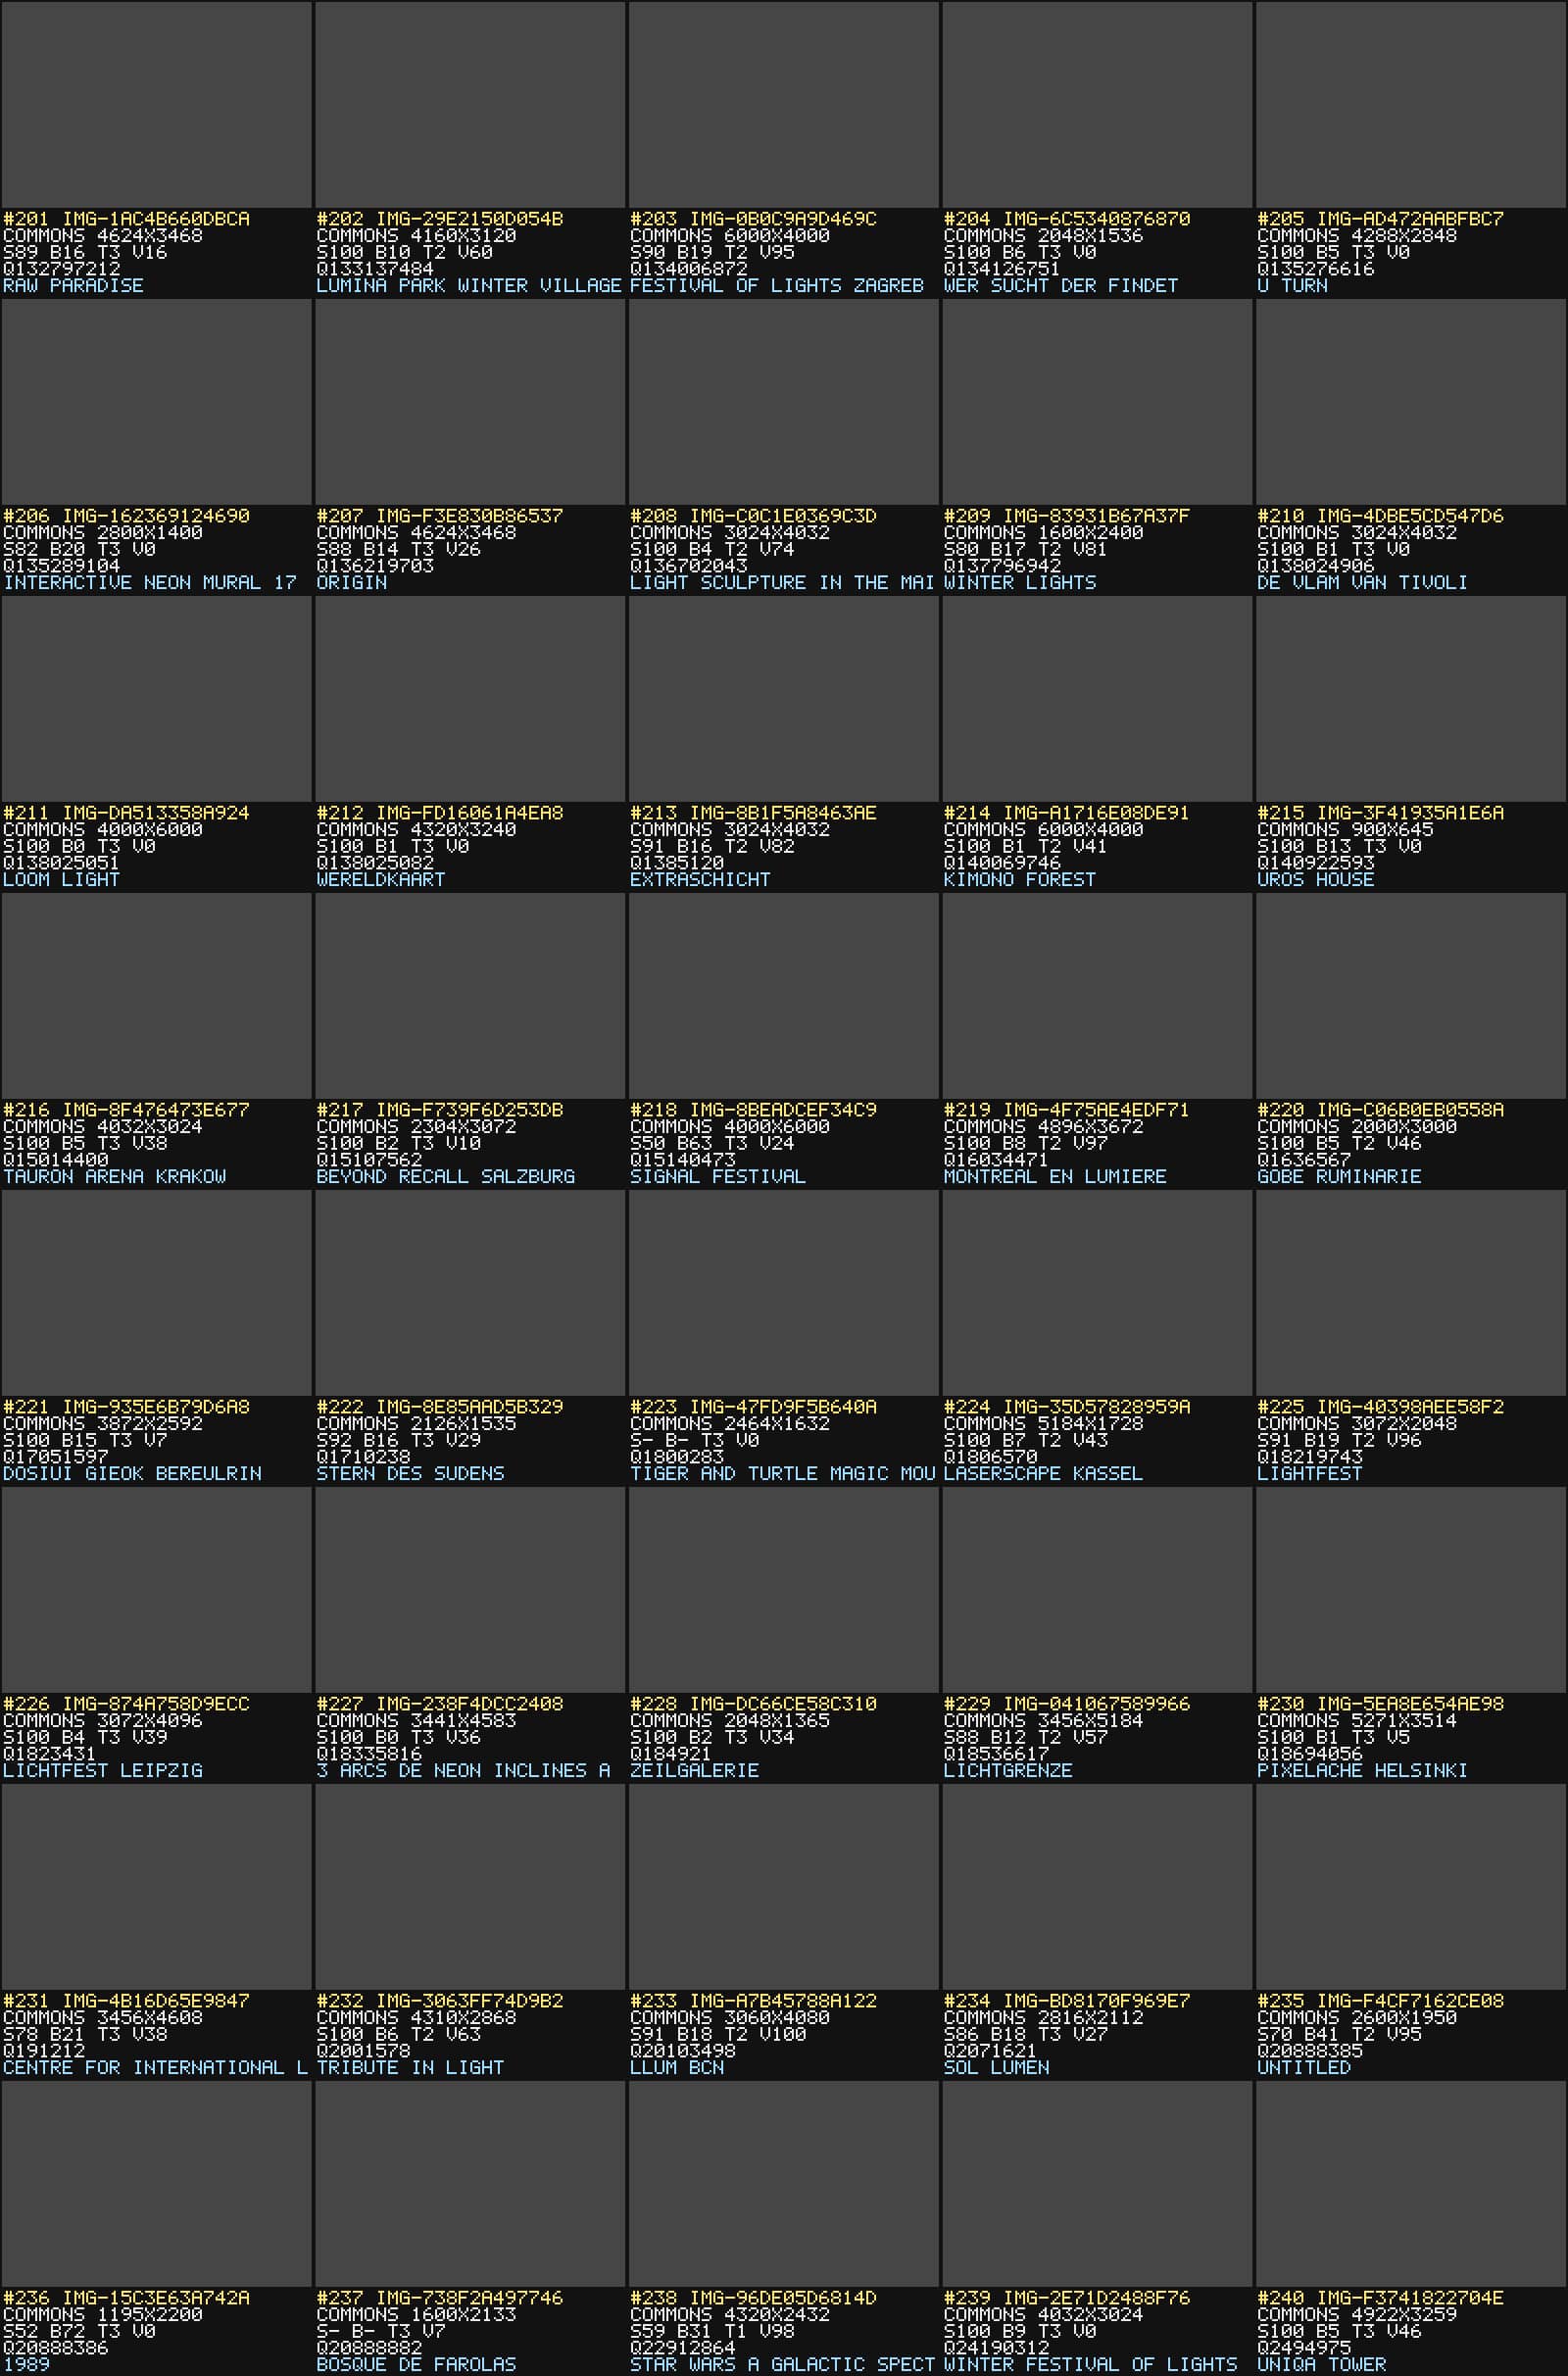 #201 IMG-1AC4B660DBCA
COMMONS 4624X3468
S89 B16 T3 V16
Q132797212
RAW PARADISE
#202 IMG-29E2150D054B
COMMONS 4160X3120
S100 B10 T2 V60
Q133137484
LUMINA PARK WINTER VILLAGE
#203 IMG-0B0C9A9D469C
COMMONS 6000X4000
S90 B19 T2 V95
Q134006872
FESTIVAL OF LIGHTS ZAGREB
#204 IMG-6C5340876870
COMMONS 2048X1536
S100 B6 T3 V0
Q134126751
WER SUCHT DER FINDET
#205 IMG-AD472AABFBC7
COMMONS 4288X2848
S100 B5 T3 V0
Q135276616
U TURN
#206 IMG-162369124690
COMMONS 2800X1400
S82 B20 T3 V0
Q135289104
INTERACTIVE NEON MURAL 17
#207 IMG-F3E830B86537
COMMONS 4624X3468
S88 B14 T3 V26
Q136219703
ORIGIN
#208 IMG-C0C1E0369C3D
COMMONS 3024X4032
S100 B4 T2 V74
Q136702043
LIGHT SCULPTURE IN THE MAI
#209 IMG-83931B67A37F
COMMONS 1600X2400
S80 B17 T2 V81
Q137796942
WINTER LIGHTS
#210 IMG-4DBE5CD547D6
COMMONS 3024X4032
S100 B1 T3 V0
Q138024906
DE VLAM VAN TIVOLI
#211 IMG-DA513358A924
COMMONS 4000X6000
S100 B0 T3 V0
Q138025051
LOOM LIGHT
#212 IMG-FD16061A4EA8
COMMONS 4320X3240
S100 B1 T3 V0
Q138025082
WERELDKAART
#213 IMG-8B1F5A8463AE
COMMONS 3024X4032
S91 B16 T2 V82
Q1385120
EXTRASCHICHT
#214 IMG-A1716E08DE91
COMMONS 6000X4000
S100 B1 T2 V41
Q140069746
KIMONO FOREST
#215 IMG-3F41935A1E6A
COMMONS 900X645
S100 B13 T3 V0
Q140922593
UROS HOUSE
#216 IMG-8F476473E677
COMMONS 4032X3024
S100 B5 T3 V38
Q15014400
TAURON ARENA KRAKOW
#217 IMG-F739F6D253DB
COMMONS 2304X3072
S100 B2 T3 V10
Q15107562
BEYOND RECALL SALZBURG
#218 IMG-8BEADCEF34C9
COMMONS 4000X6000
S50 B63 T3 V24
Q15140473
SIGNAL FESTIVAL
#219 IMG-4F75AE4EDF71
COMMONS 4896X3672
S100 B8 T2 V97
Q16034471
MONTREAL EN LUMIERE
#220 IMG-C06B0EB0558A
COMMONS 2000X3000
S100 B5 T2 V46
Q1636567
GOBE RUMINARIE
#221 IMG-935E6B79D6A8
COMMONS 3872X2592
S100 B15 T3 V7
Q17051597
DOSIUI GIEOK BEREULRIN
#222 IMG-8E85AAD5B329
COMMONS 2126X1535
S92 B16 T3 V29
Q1710238
STERN DES SUDENS
#223 IMG-47FD9F5B640A
COMMONS 2464X1632
S- B- T3 V0
Q1800283
TIGER AND TURTLE MAGIC MOU
#224 IMG-35D57828959A
COMMONS 5184X1728
S100 B7 T2 V43
Q1806570
LASERSCAPE KASSEL
#225 IMG-40398AEE58F2
COMMONS 3072X2048
S91 B19 T2 V96
Q18219743
LIGHTFEST
#226 IMG-874A758D9ECC
COMMONS 3072X4096
S100 B4 T3 V39
Q1823431
LICHTFEST LEIPZIG
#227 IMG-238F4DCC2408
COMMONS 3441X4583
S100 B0 T3 V36
Q18335816
3 ARCS DE NEON INCLINES A
#228 IMG-DC66CE58C310
COMMONS 2048X1365
S100 B2 T3 V34
Q184921
ZEILGALERIE
#229 IMG-041067589966
COMMONS 3456X5184
S88 B12 T2 V57
Q18536617
LICHTGRENZE
#230 IMG-5EA8E654AE98
COMMONS 5271X3514
S100 B1 T3 V5
Q18694056
PIXELACHE HELSINKI
#231 IMG-4B16D65E9847
COMMONS 3456X4608
S78 B21 T3 V38
Q191212
CENTRE FOR INTERNATIONAL L
#232 IMG-3063FF74D9B2
COMMONS 4310X2868
S100 B6 T2 V63
Q2001578
TRIBUTE IN LIGHT
#233 IMG-A7B45788A122
COMMONS 3060X4080
S91 B18 T2 V100
Q20103498
LLUM BCN
#234 IMG-BD8170F969E7
COMMONS 2816X2112
S86 B18 T3 V27
Q2071621
SOL LUMEN
#235 IMG-F4CF7162CE08
COMMONS 2600X1950
S70 B41 T2 V95
Q20888385
UNTITLED
#236 IMG-15C3E63A742A
COMMONS 1195X2200
S52 B72 T3 V0
Q20888386
1989
#237 IMG-738F2A497746
COMMONS 1600X2133
S- B- T3 V7
Q20888882
BOSQUE DE FAROLAS
#238 IMG-96DE05D6814D
COMMONS 4320X2432
S59 B31 T1 V98
Q22912864
STAR WARS A GALACTIC SPECT
#239 IMG-2E71D2488F76
COMMONS 4032X3024
S100 B9 T3 V0
Q24190312
WINTER FESTIVAL OF LIGHTS
#240 IMG-F3741822704E
COMMONS 4922X3259
S100 B5 T3 V46
Q2494975
UNIQA TOWER